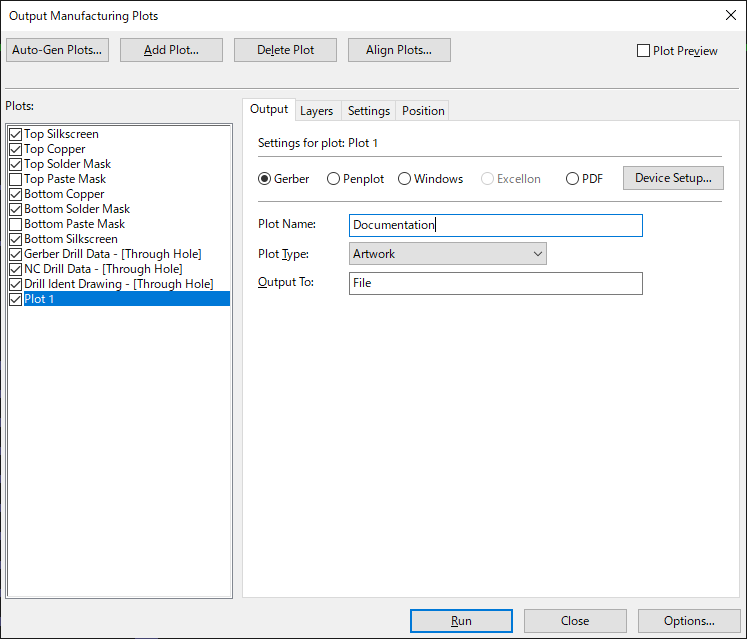 Output Manufacturing Plots
Auto-Gen Plots...
Add Plot...
Delete Plot
Align Plots...
Plot Preview
Plots:
Top Silkscreen
Top Copper
Top Solder Mask
Top Paste Mask
Bottom Copper
Bottom Solder Mask
Bottom Paste Mask
Bottom Silkscreen
Gerber Drill Data - [Through Hole]
NC Drill Data - [Through Hole]
Drill Ident Drawing - [Through Hole]
Plot 1
Output
Layers
Settings
Position
Settings for plot: Plot 1
Gerber
Penplot
Windows
Excellon
PDF
Device Setup...
Plot Name:
Documentation
Plot Type:
Artwork
Output To:
File
Run
Close
Options...